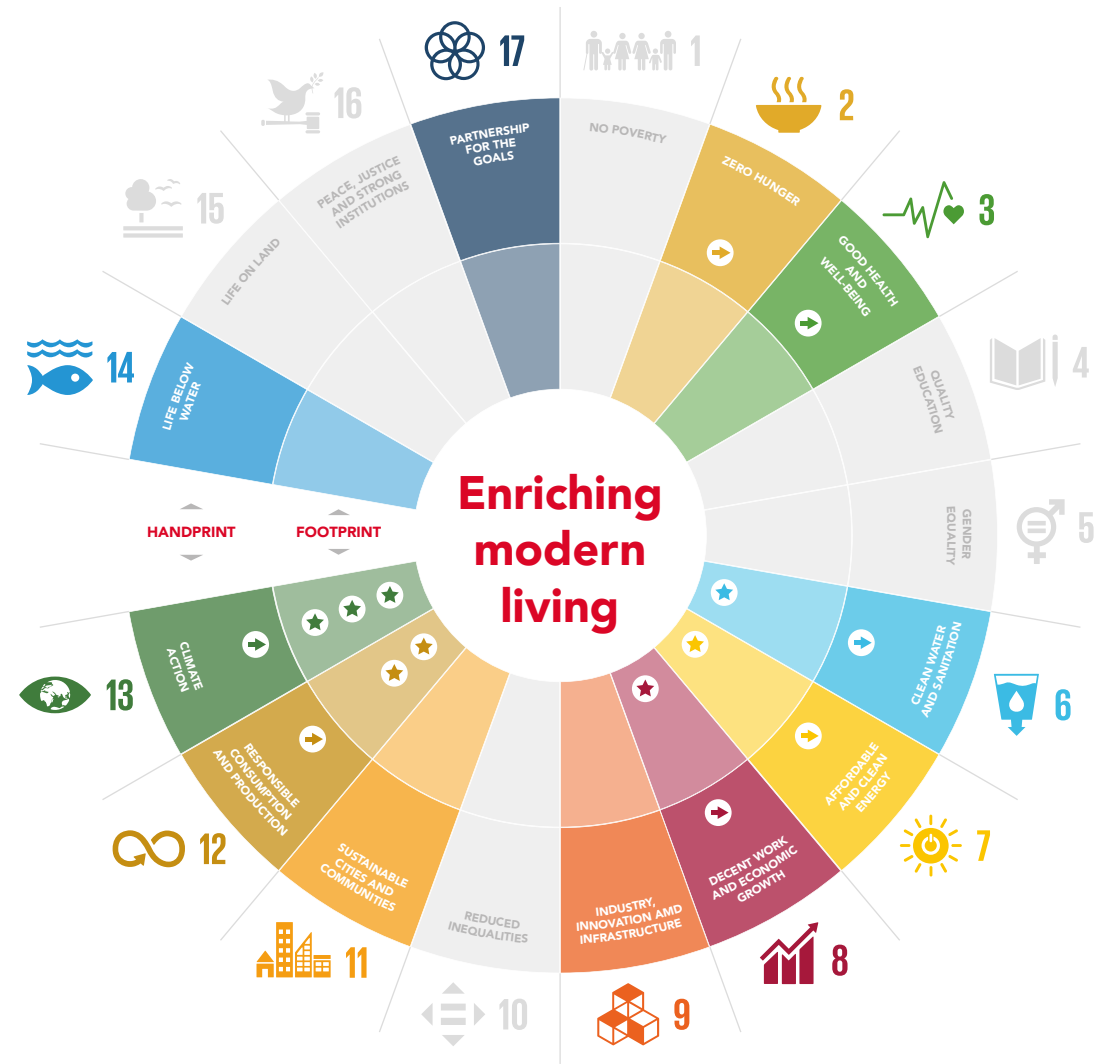 17
1
16
2
PARTNERSHIP
FOR THE
GOALS
NO POVERTY
ZERO HUNGER
PEACE, JUSTICE
AND STRONG
INSTITUTIONS
15
3
LIFE ON LAND
GOOD HEALTH
AND
WELL-BEING
14
4
LIFE BELOW
WATER
QUALITY
EDUCATION
Enriching
modern
living
HANDPRINT
FOOTPRINT
GENDER
EQUALITY
5
CLIMATE
ACTION
13
CLEAN WATER
AND SANITATION
6
RESPONSIBLE
CONSUMPTION
AND PRODUCTION
12
AFFORDABLE
AND CLEAN
ENERGY
7
SUSTAINABLE
CITIES AND
COMMUNITIES
11
REDUCED
INEQUALITIES
10
INDUSTRY,
INNOVATION AMD
INFRASTRUCTURE
9
DECENT WORK
AND ECONOMIC
GROWTH
8